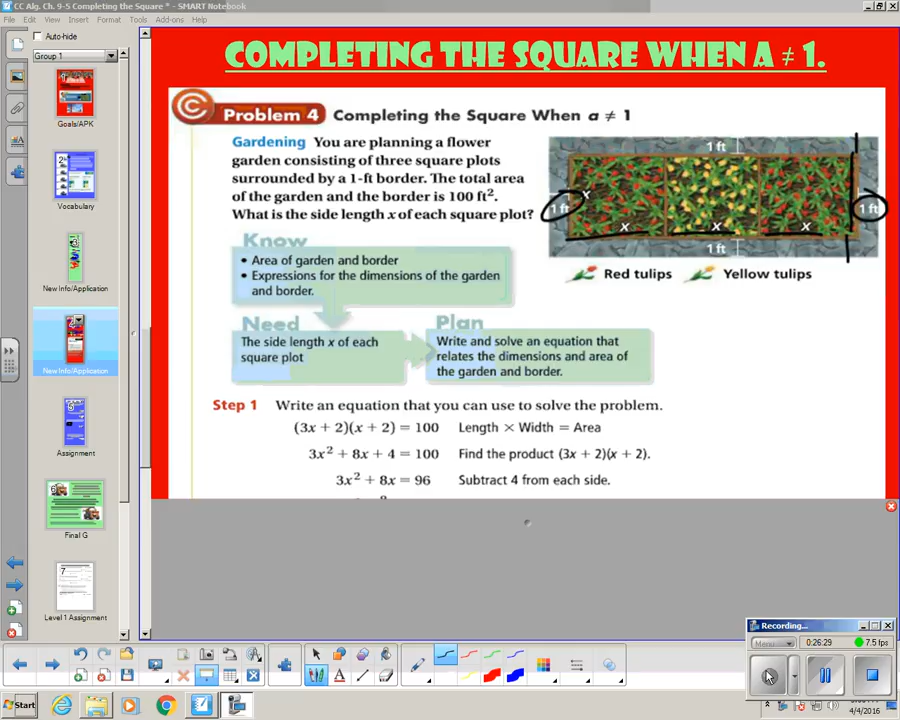 CC Alg. Ch. 9-5 Completing the Square * - SMART Notebook
File Edit View Insert Format Tools Add-ons Help
Auto-hide
Group 1
Goals/APK
Vocabulary
New Info/Application
New Info/Application
Assignment
Final G
7
Level 1 Assignment
COMPLETING THE SQUARE WHEN A ≠ 1.
C Problem 4 Completing the Square When a ≠ 1
Gardening You are planning a flower
garden consisting of three square plots
surrounded by a 1-ft border. The total area
of the garden and the border is 100 ft².
What is the side length x of each square plot?
1 ft
x
1 ft
1 ft
x x x
1 ft
Red tulips Yellow tulips
Know
• Area of garden and border
• Expressions for the dimensions of the garden
and border.
Need
The side length x of each
square plot
Plan
Write and solve an equation that
relates the dimensions and area of
the garden and border.
Step 1 Write an equation that you can use to solve the problem.
(3x + 2)(x + 2) = 100 Length × Width = Area
3x² + 8x + 4 = 100 Find the product (3x + 2)(x + 2).
3x² + 8x = 96 Subtract 4 from each side.
Recording...
Menu 0:26:29 7.5 fps
Start
4/4/2016